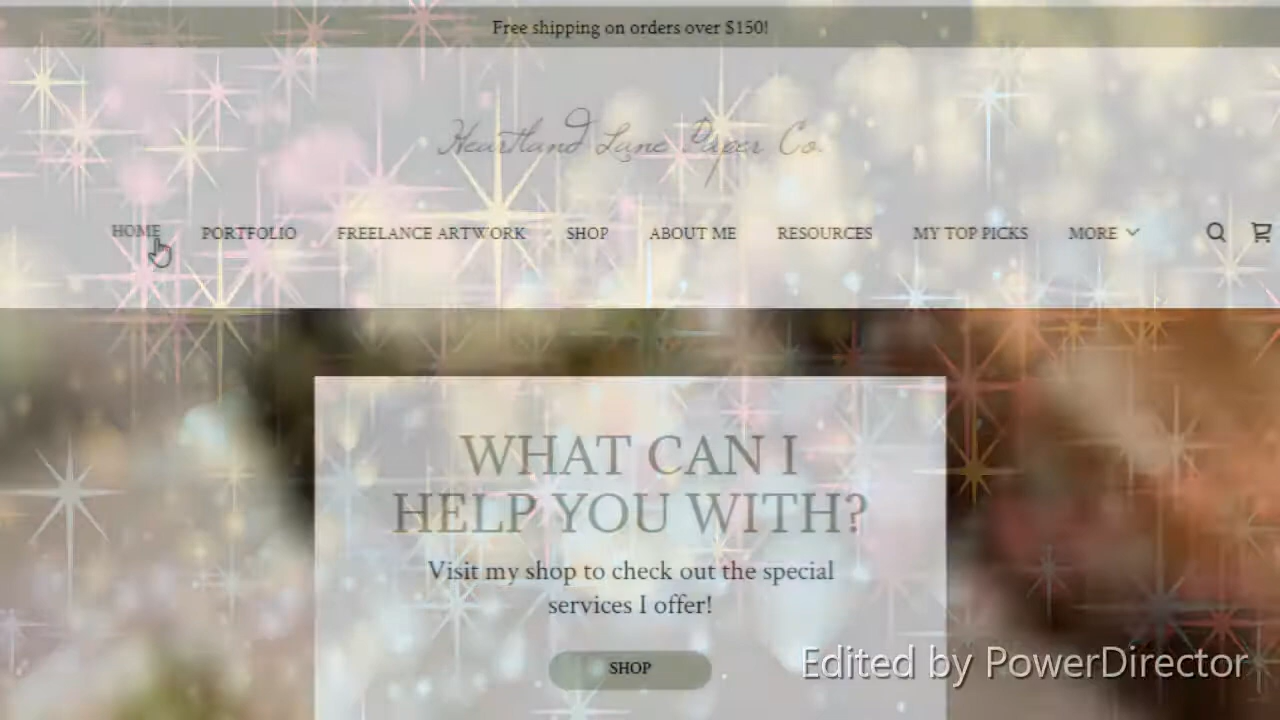 Free shipping on orders over $150!
Heartland Lane Paper Co.
HOME PORTFOLIO FREELANCE ARTWORK SHOP ABOUT ME RESOURCES MY TOP PICKS MORE
WHAT CAN I
HELP YOU WITH?
Visit my shop to check out the special
services I offer!
SHOP
Edited by PowerDirector